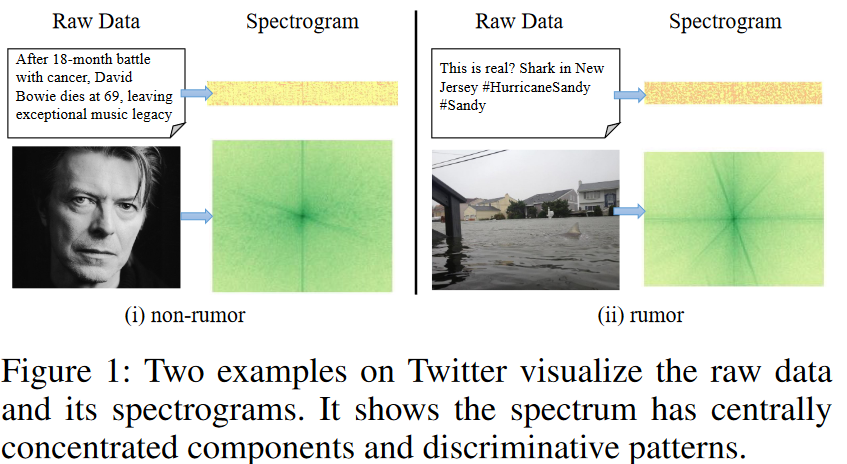 Raw Data
Spectrogram
After 18-month battle
with cancer, David
Bowie dies at 69, leaving
exceptional music legacy
(i) non-rumor
Raw Data
Spectrogram
This is real? Shark in New
Jersey #HurricaneSandy
#Sandy
(ii) rumor
Figure 1: Two examples on Twitter visualize the raw data
and its spectrograms. It shows the spectrum has centrally
concentrated components and discriminative patterns.